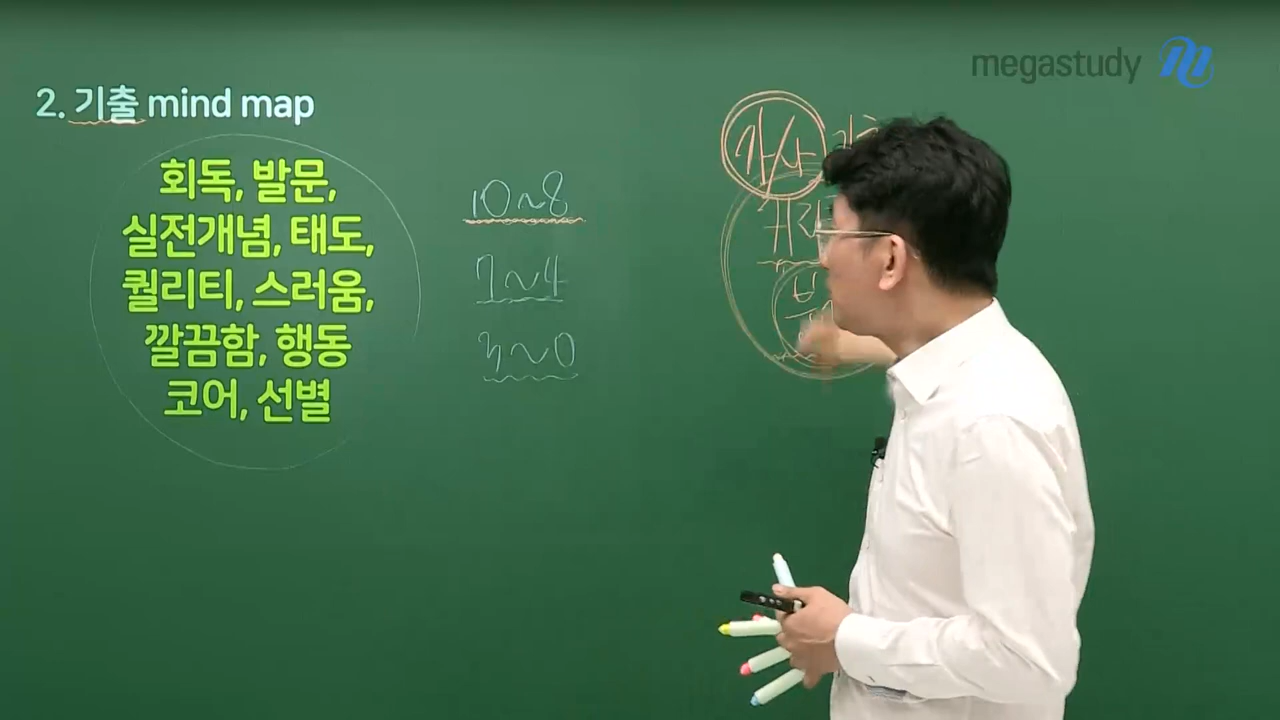 megastudy
2. 기출 mind map
회독, 발문,
실전개념, 태도,
퀄리티, 스러움,
깔끔함, 행동
코어, 선별
10~8
7~4
3~0